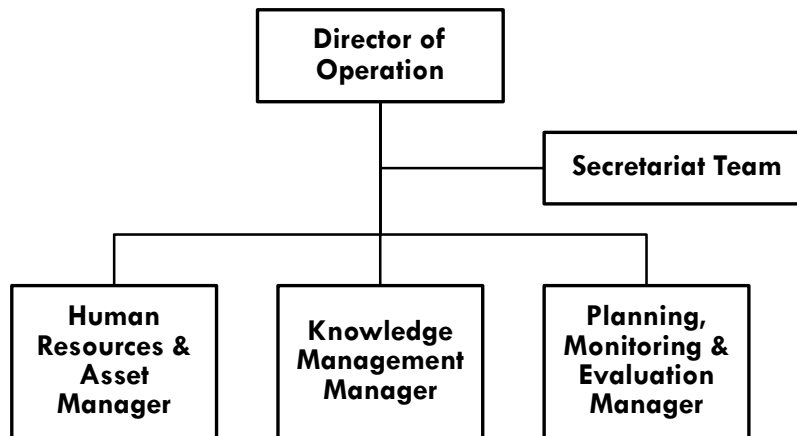 Director of
Operation
Secretariat Team
Human
Resources &
Asset
Manager
Knowledge
Management
Manager
Planning,
Monitoring &
Evaluation
Manager